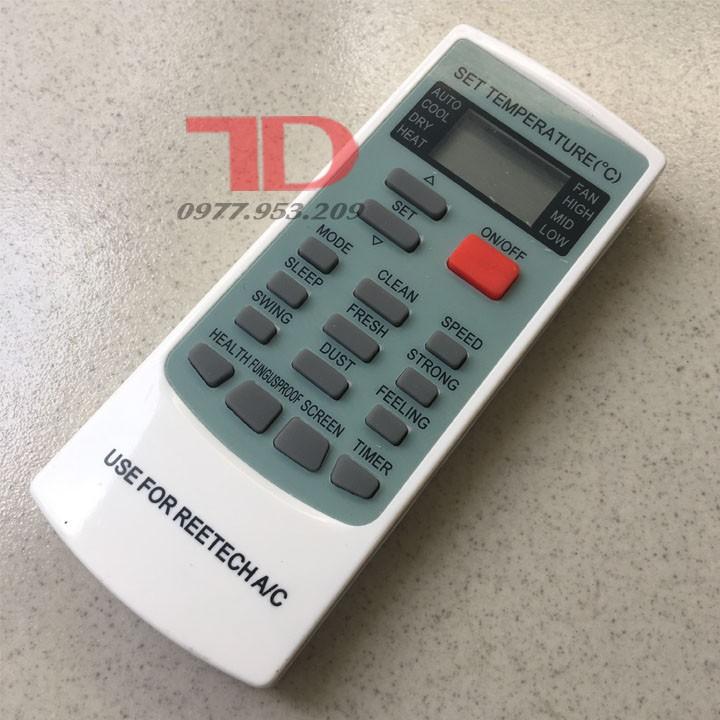 SET TEMPERATURE(°C)
AUTO
COOL
DRY
HEAT
FAN
HIGH
MID
LOW
TD
0977.953.209
SET
ON/OFF
MODE
CLEAN
SLEEP
FRESH
SPEED
SWING
DUST
STRONG
HEALTH
FUNGUSPROOF
SCREEN
FEELING
TIMER
USE FOR REETECH A/C